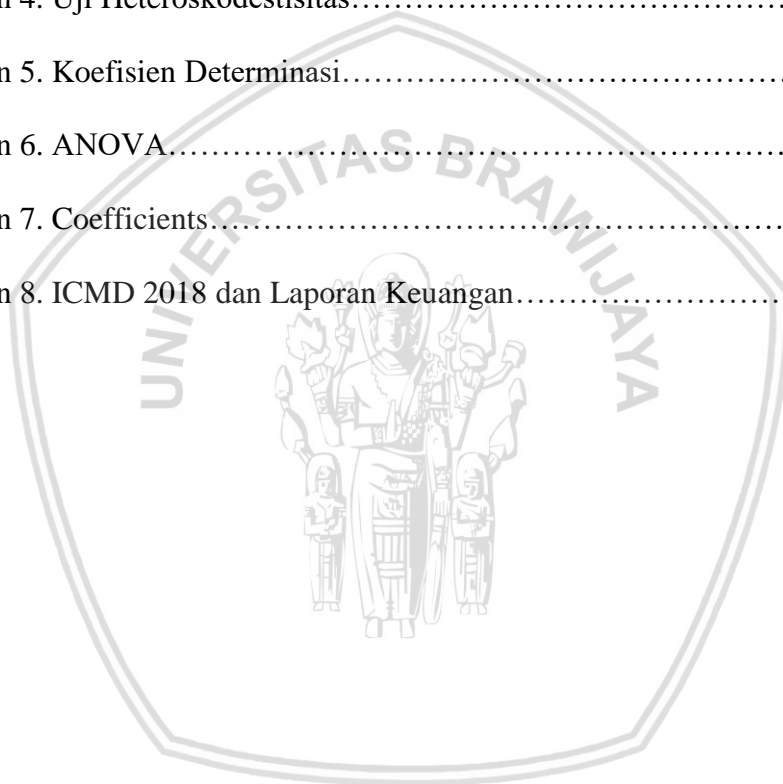 n 4. Uji Heteroskodestisitas……………………………………
n 5. Koefisien Determinasi……………………………………
n 6. ANOVA……………………………………………………
n 7. Coefficients………………………………………………
n 8. ICMD 2018 dan Laporan Keuangan……………………
UNIVERSITAS BRAWIJAYA